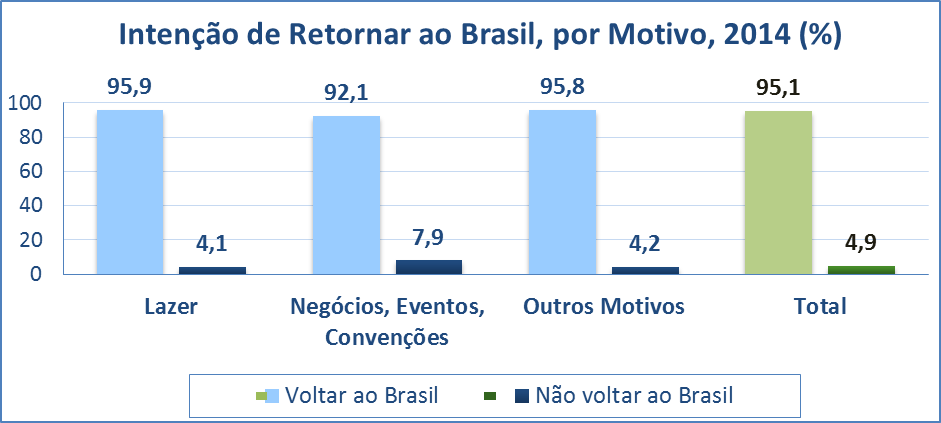 Intenção de Retornar ao Brasil, por Motivo, 2014 (%)
95,9
92,1
95,8
95,1
100
80
60
40
20
0
4,1
7,9
4,2
4,9
Lazer
Negócios, Eventos,
Convenções
Outros Motivos
Total
Voltar ao Brasil
Não voltar ao Brasil